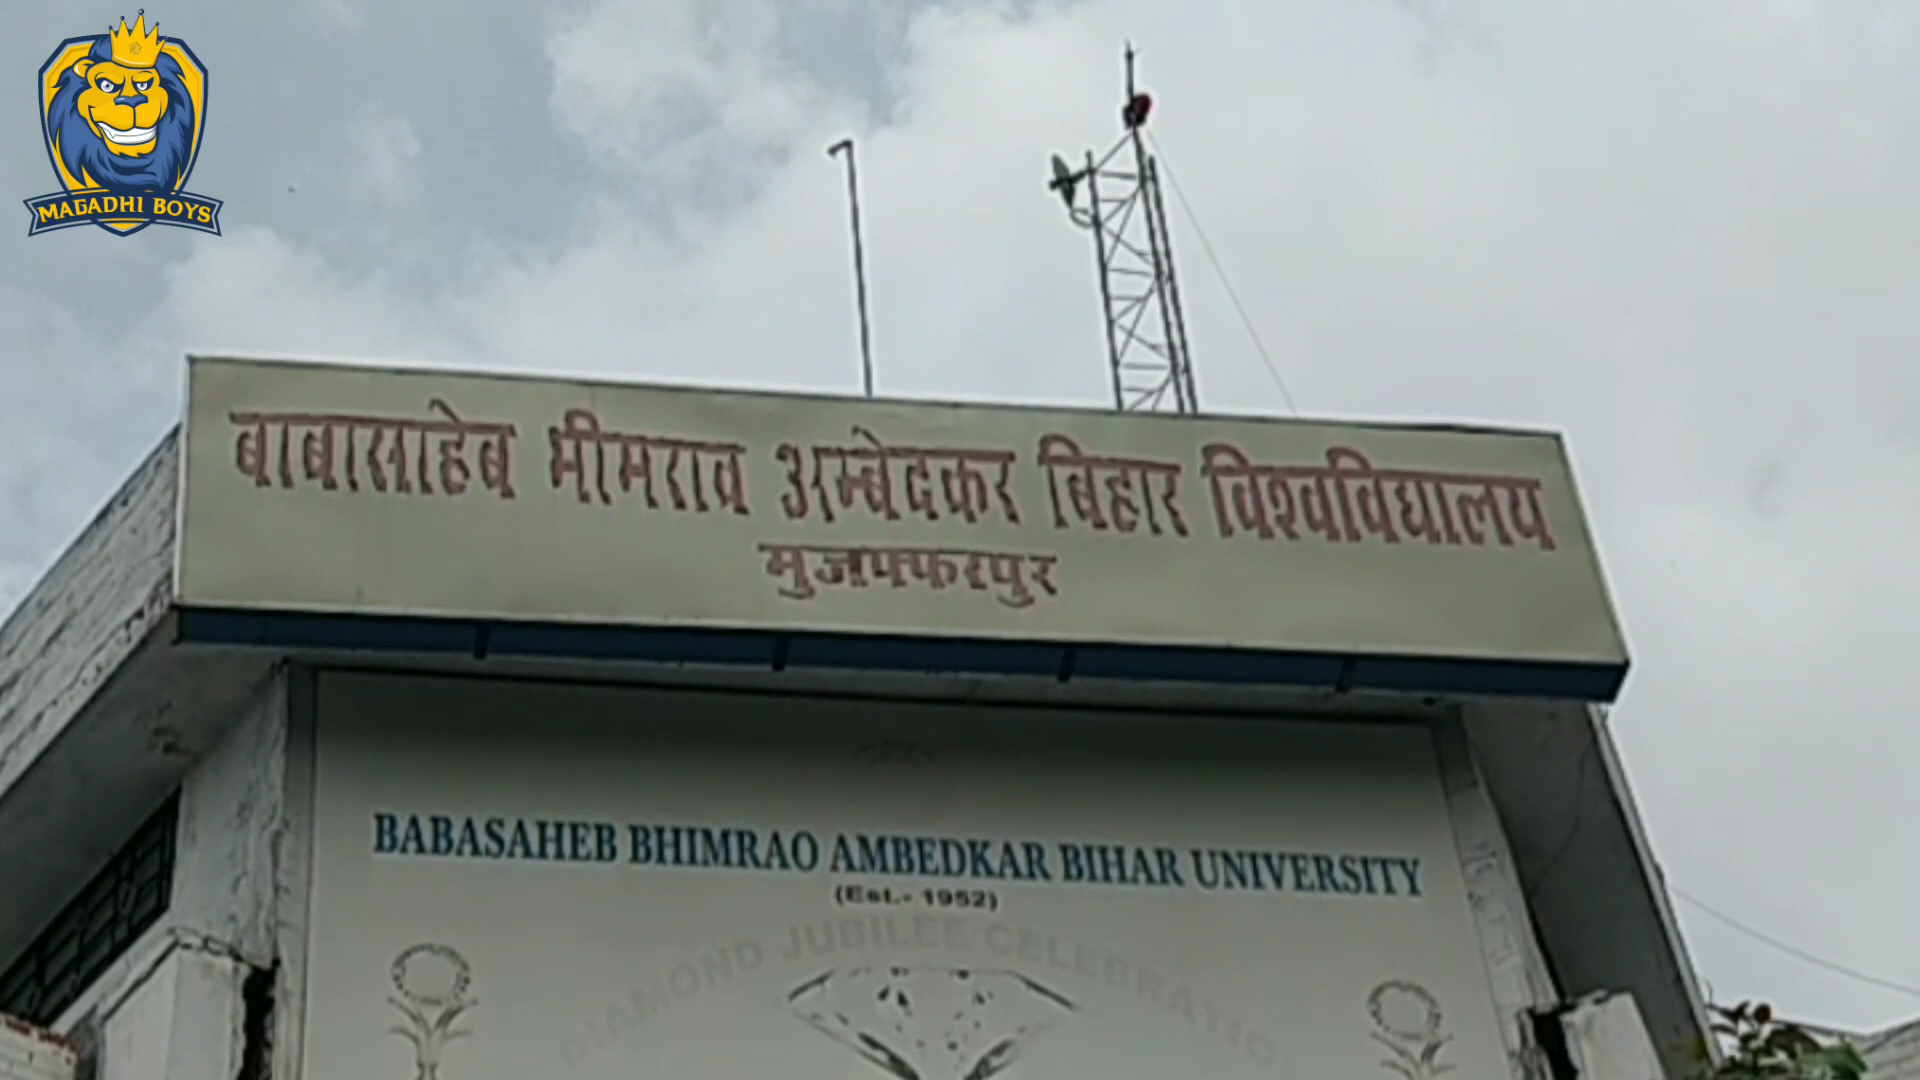 MAGADHI BOYS
बाबासाहेब भीमराव अम्बेदकर बिहार विश्वविद्यालय
मुजफ्फरपुर
BABASAHEB BHIMRAO AMBEDKAR BIHAR UNIVERSITY
(Est.- 1952)
DIAMOND JUBILEE CELEBRATION